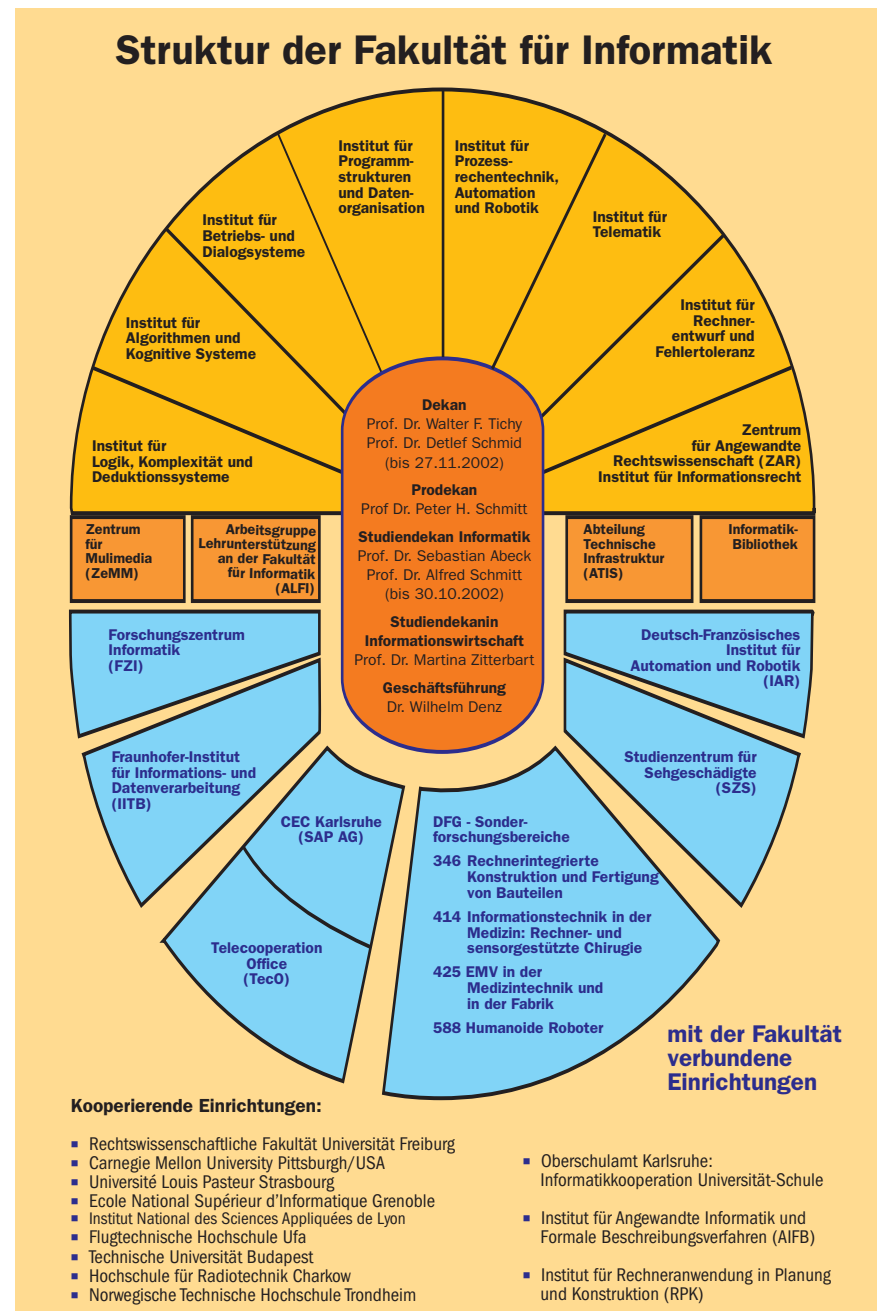 Struktur der Fakultät für Informatik
Institut für
Programm-
strukturen
und Daten-
organisation
Institut für
Prozess-
rechentechnik,
Automation
und Robotik
Institut für
Betriebs- und
Dialogsysteme
Institut für
Telematik
Institut für
Algorithmen und
Kognitive Systeme
Institut für
Rechner-
entwurf und
Fehlertoleranz
Institut für
Logik, Komplexität und
Deduktionssysteme
Zentrum
für Angewandte
Rechtswissenschaft (ZAR)
Institut für Informationsrecht
Dekan
Prof. Dr. Walter F. Tichy
Prof. Dr. Detlef Schmid
(bis 27.11.2002)
Prodekan
Prof Dr. Peter H. Schmitt
Studiendekan Informatik
Prof. Dr. Sebastian Abeck
Prof. Dr. Alfred Schmitt
(bis 30.10.2002)
Studiendekanin
Informationswirtschaft
Prof. Dr. Martina Zitterbart
Geschäftsführung
Dr. Wilhelm Denz
Zentrum
für
Mulimedia
(ZeMM)
Arbeitsgruppe
Lehrunterstützung
an der Fakultät
für Informatik
(ALFI)
Abteilung
Technische
Infrastruktur
(ATIS)
Informatik-
Bibliothek
Forschungszentrum
Informatik
(FZI)
Deutsch-Französisches
Institut für
Automation und Robotik
(IAR)
Fraunhofer-Institut
für Informations- und
Datenverarbeitung
(IITB)
Studienzentrum für
Sehgeschädigte
(SZS)
CEC Karlsruhe
(SAP AG)
Telecooperation
Office
(TecO)
DFG - Sonder-
forschungsbereiche
346 Rechnerintegrierte
Konstruktion und Fertigung
von Bauteilen
414 Informationstechnik in der
Medizin: Rechner- und
sensorgestützte Chirugie
425 EMV in der
Medizintechnik und
in der Fabrik
588 Humanoide Roboter
mit der Fakultät
verbundene
Einrichtungen
Kooperierende Einrichtungen:
▪ Rechtswissenschaftliche Fakultät Universität Freiburg
▪ Carnegie Mellon University Pittsburgh/USA
▪ Université Louis Pasteur Strasbourg
▪ Ecole National Supérieur d'Informatique Grenoble
▪ Institut National des Sciences Appliquées de Lyon
▪ Flugtechnische Hochschule Ufa
▪ Technische Universität Budapest
▪ Hochschule für Radiotechnik Charkow
▪ Norwegische Technische Hochschule Trondheim
▪ Oberschulamt Karlsruhe:
Informatikkooperation Universität-Schule
▪ Institut für Angewandte Informatik und
Formale Beschreibungsverfahren (AIFB)
▪ Institut für Rechneranwendung in Planung
und Konstruktion (RPK)